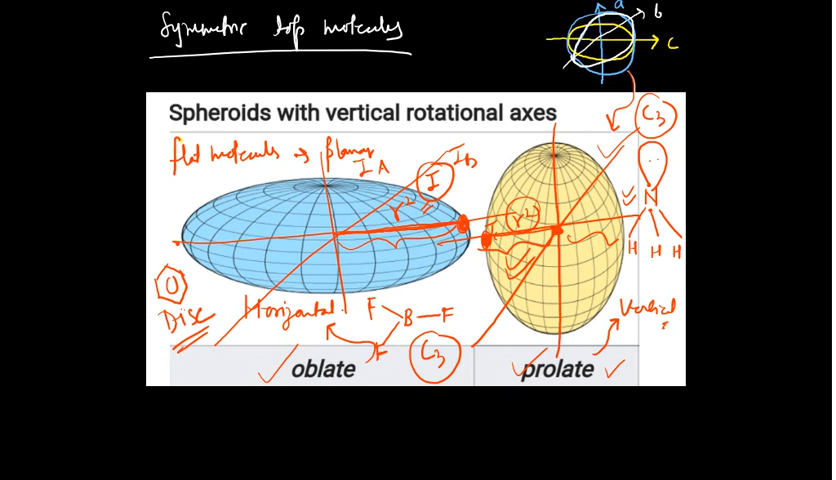 Symmetric top molecules
a
b
c
Spheroids with vertical rotational axes
C3
flat molecules → planar
IA
I
IB
r²
(r²)
N
H H H
O
Disc
Horizontal
F
B—F
F
C3
Vertical
oblate
prolate